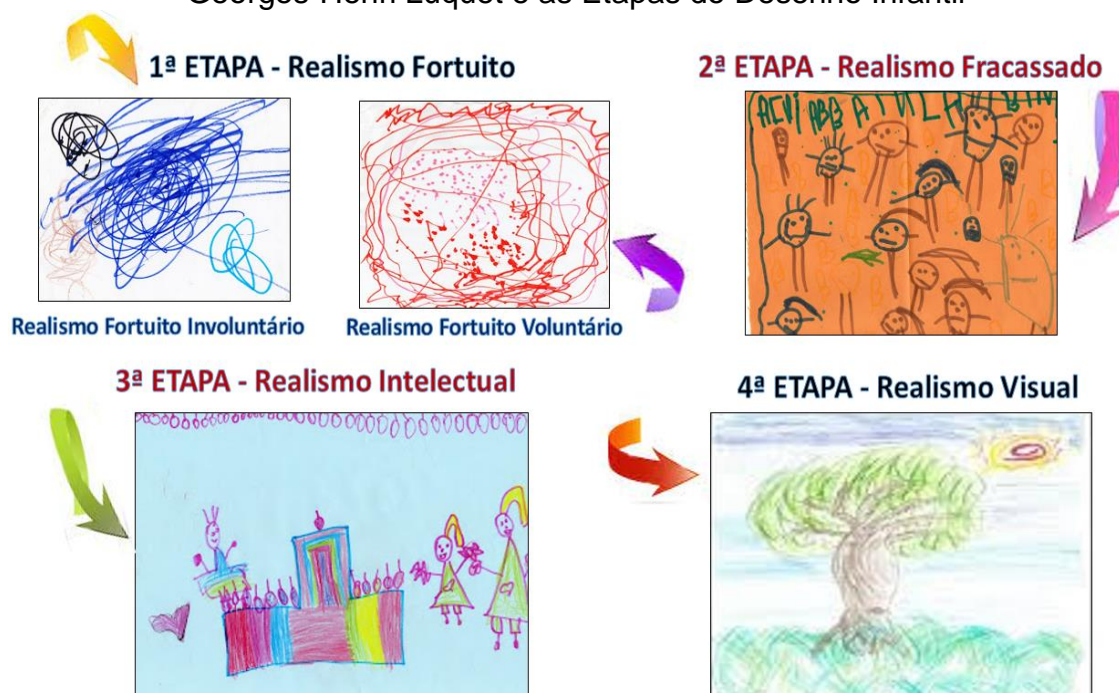 Georges-Henri Luquet e as Etapas do Desenho Infantil
1ª ETAPA - Realismo Fortuito
2ª ETAPA - Realismo Fracassado
Realismo Fortuito Involuntário
Realismo Fortuito Voluntário
3ª ETAPA - Realismo Intelectual
4ª ETAPA - Realismo Visual